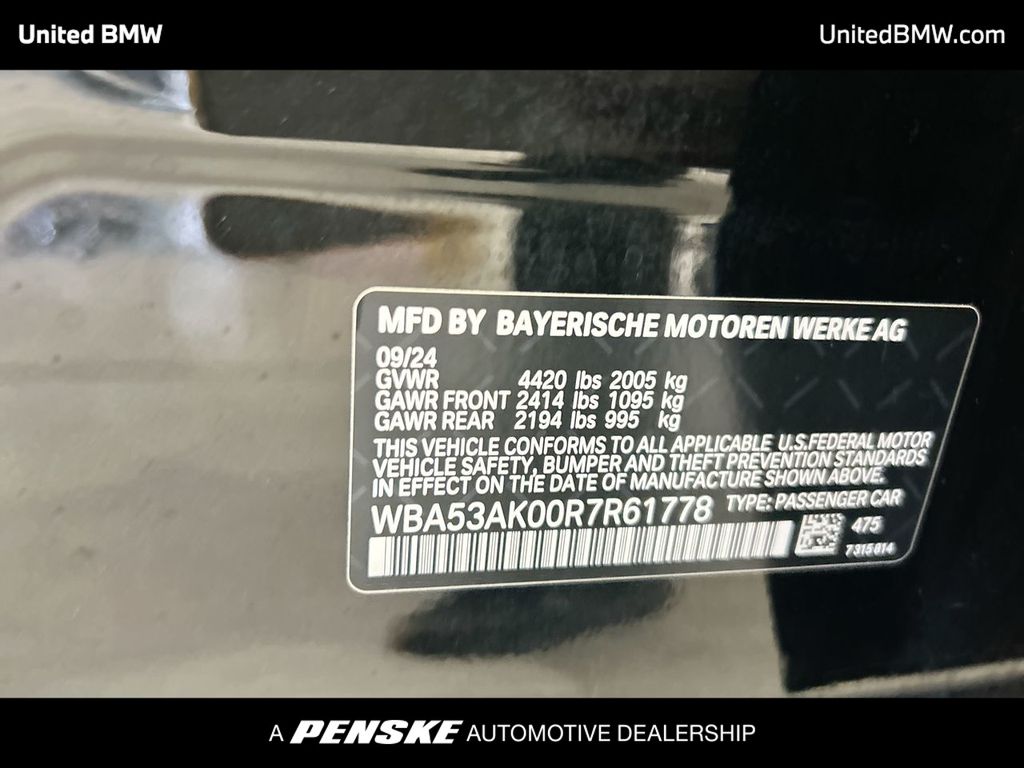 United BMW
UnitedBMW.com
MFD BY BAYERISCHE MOTOREN WERKE AG
09/24
GVWR 4420 lbs 2005 kg
GAWR FRONT 2414 lbs 1095 kg
GAWR REAR 2194 lbs 995 kg
THIS VEHICLE CONFORMS TO ALL APPLICABLE U.S.FEDERAL MOTOR
VEHICLE SAFETY, BUMPER AND THEFT PREVENTION STANDARDS
IN EFFECT ON THE DATE OF MANUFACTURE SHOWN ABOVE.
WBA53AK00R7R61778 TYPE: PASSENGER CAR
475
7315814
A PENSKE AUTOMOTIVE DEALERSHIP